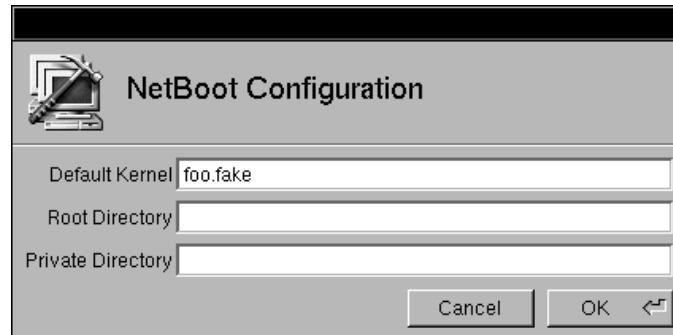 NetBoot Configuration
Default Kernel foo.fake
Root Directory
Private Directory
Cancel OK